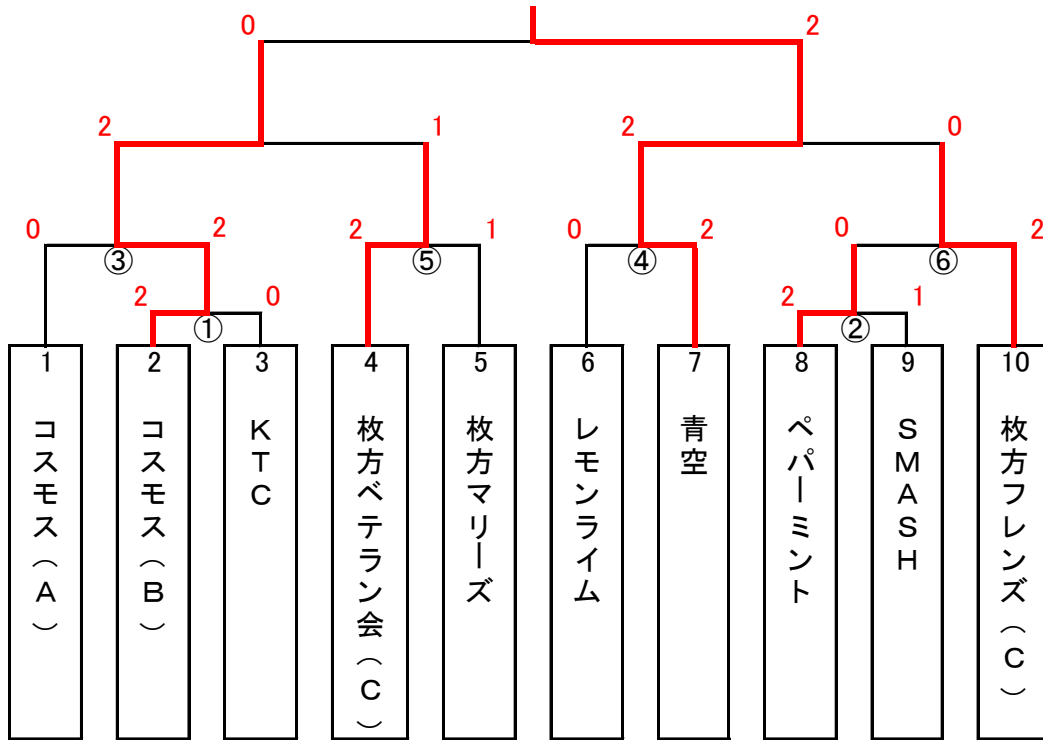 0 2
2 1 2 0
0 2 2 1 0 2 0 2
③ ⑤ ④ ⑥
2 0 2 1
① ②
1 2 3 4 5 6 7 8 9 10
コスモス（A）
コスモス（B）
KTC
枚方ベテラン会（C）
枚方マリーズ
レモンライム
青空
ペパーミント
SMASH
枚方フレンズ（C）